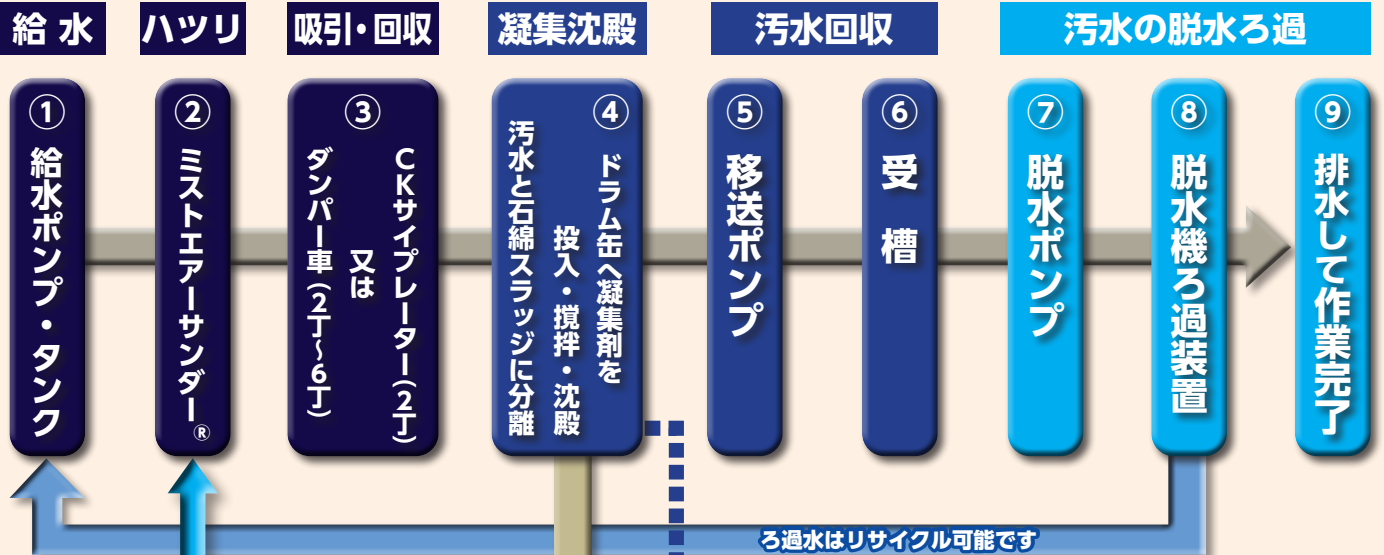 給水
ハツリ
吸引・回収
凝集沈殿
汚水回収
汚水の脱水ろ過
①
給水ポンプ・タンク
②
ミストエアーサンダー®
③
CKサイプレーター(2丁)
又は
ダンパー車(2丁〜6丁)
④
ドラム缶へ凝集剤を
投入・撹拌・沈殿
汚水と石綿スラッジに分離
⑤
移送ポンプ
⑥
受槽
⑦
脱水ポンプ
⑧
脱水機ろ過装置
⑨
排水して作業完了
ろ過水はリサイクル可能です